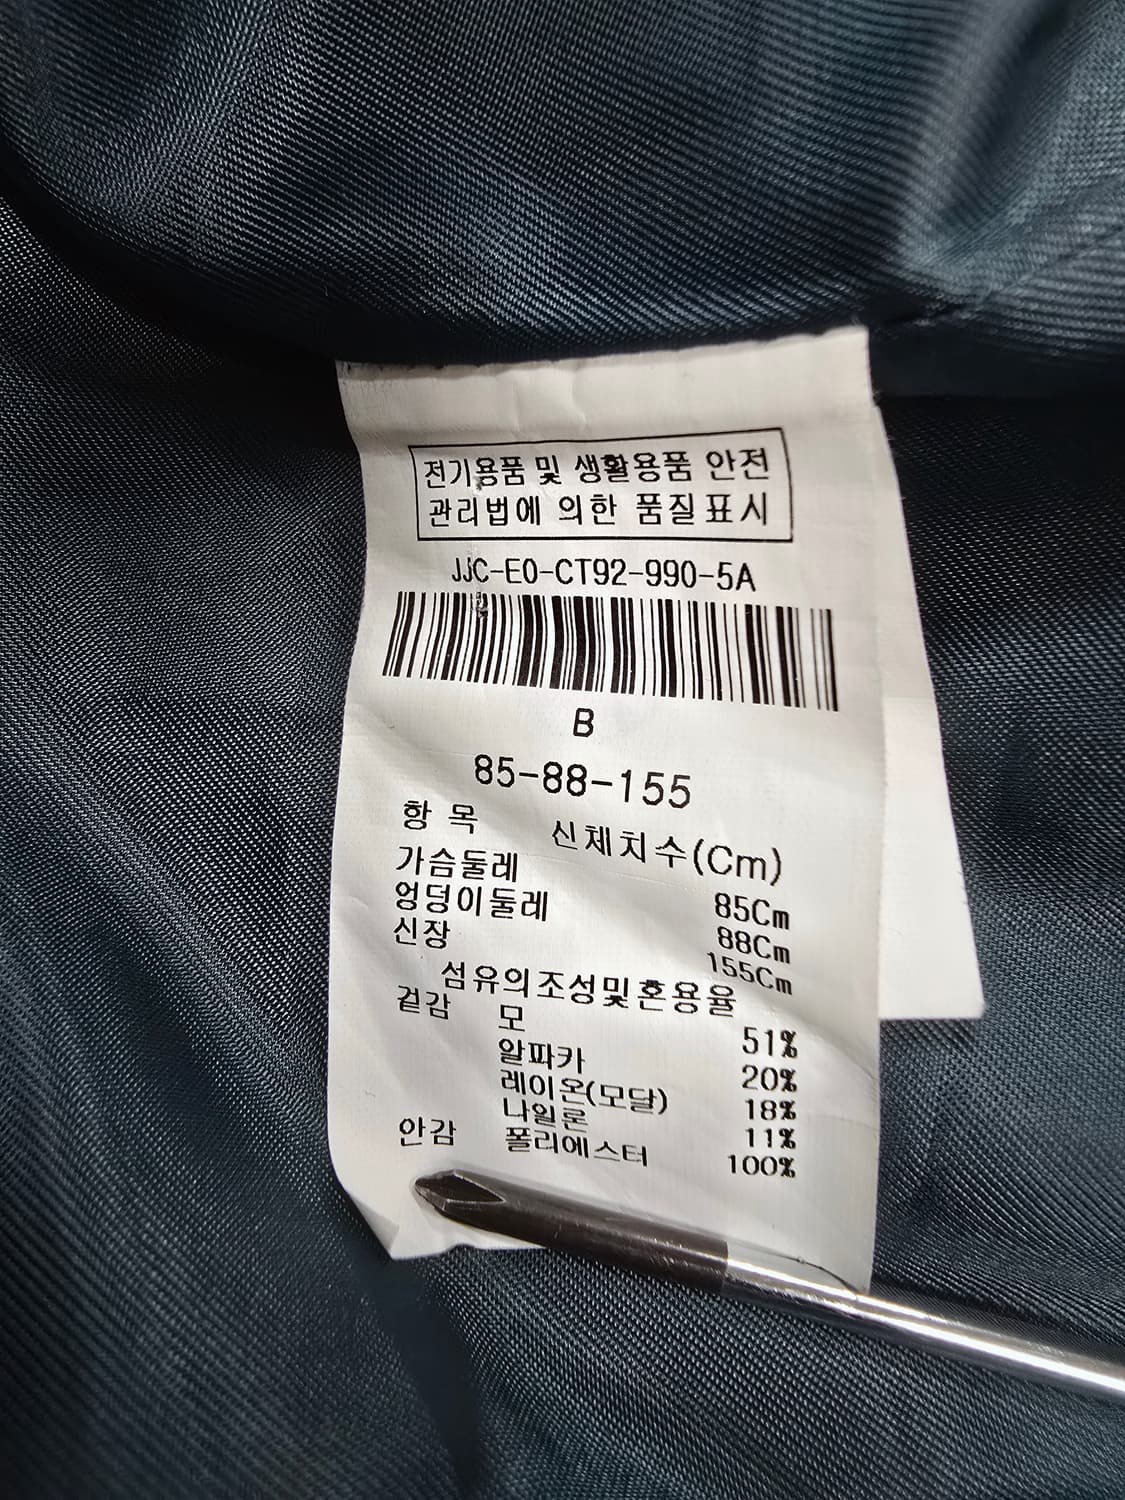 전기용품 및 생활용품 안전
관리법에 의한 품질표시
JJC-E0-CT92-990-5A
B
85-88-155
항 목 신체치수(Cm)
가슴둘레 85Cm
엉덩이둘레 88Cm
신장 155Cm
섬유의조성및혼용율
겉감 모 51%
알파카 20%
레이온(모달) 18%
나일론 11%
안감 폴리에스터 100%